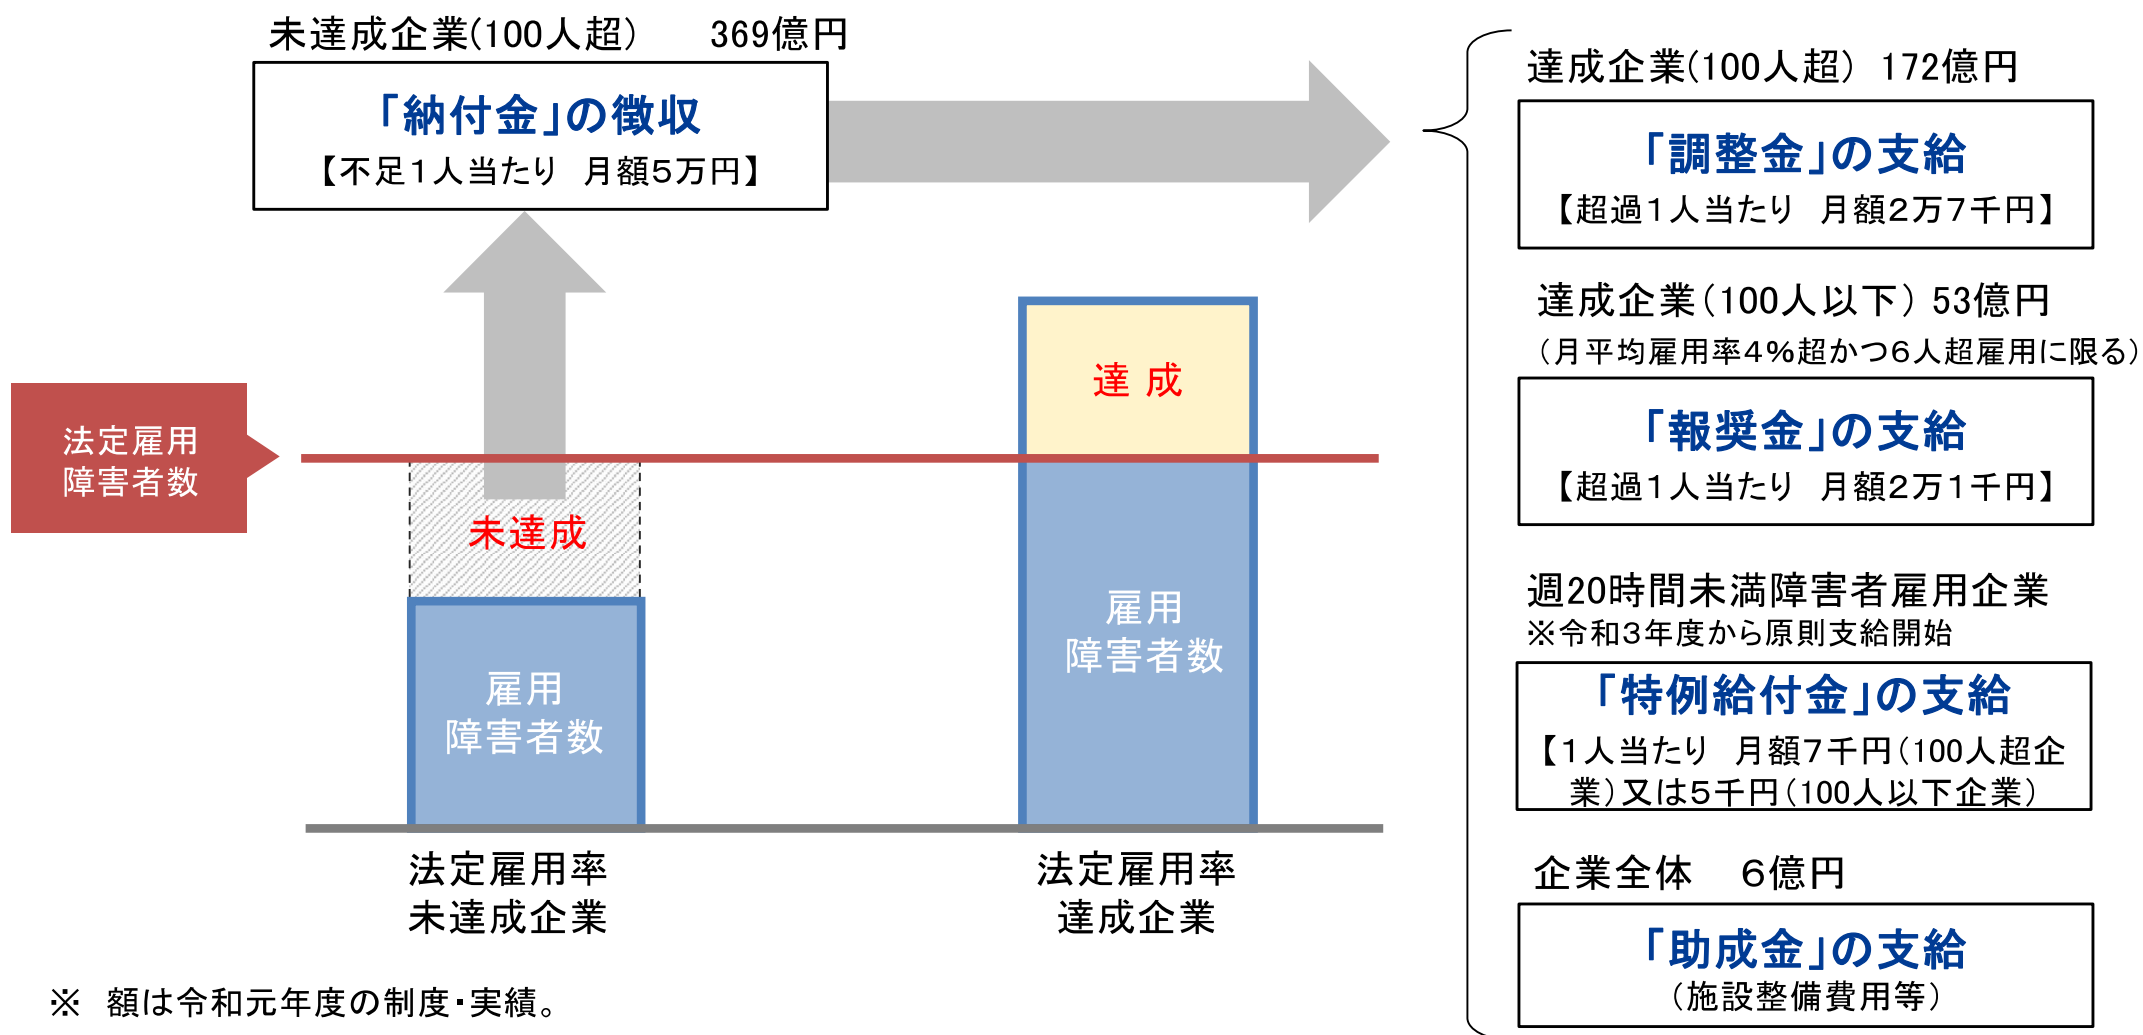 未達成企業(100人超)　369億円
「納付金」の徴収
【不足1人当たり　月額5万円】
法定雇用
障害者数
未達成
雇用
障害者数
達 成
雇用
障害者数
法定雇用率
未達成企業
法定雇用率
達成企業
※　額は令和元年度の制度・実績。
達成企業(100人超) 172億円
「調整金」の支給
【超過1人当たり　月額2万7千円】
達成企業(100人以下) 53億円
(月平均雇用率4%超かつ6人超雇用に限る)
「報奨金」の支給
【超過1人当たり　月額2万1千円】
週20時間未満障害者雇用企業
※令和3年度から原則支給開始
「特例給付金」の支給
【1人当たり　月額7千円(100人超企
業)又は5千円(100人以下企業)
企業全体　6億円
「助成金」の支給
(施設整備費用等)